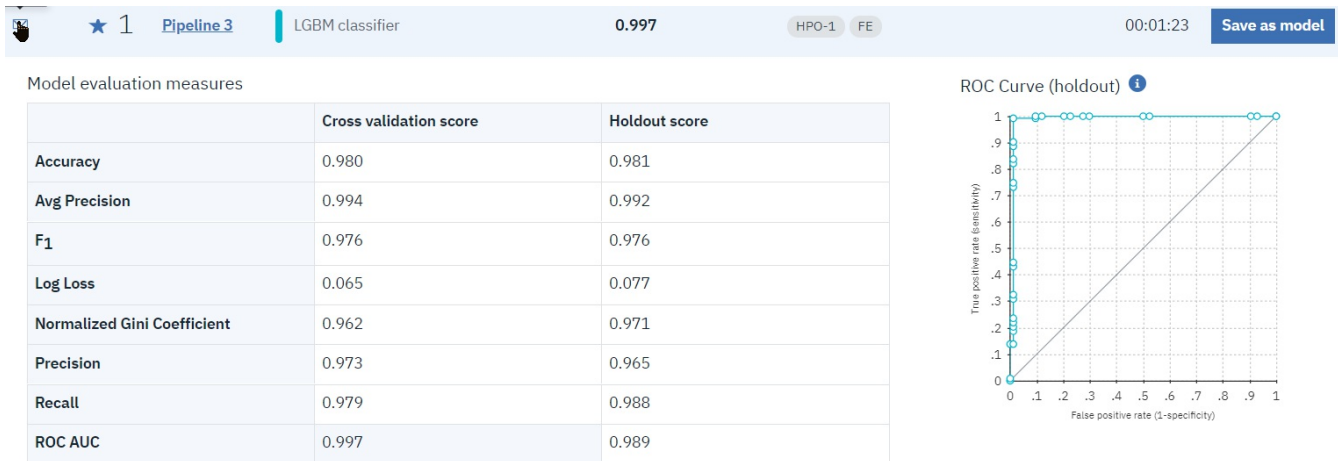 1 Pipeline 3 LGBM classifier 0.997 HPO-1 FE 00:01:23 Save as model
Model evaluation measures
Cross validation score Holdout score
Accuracy 0.980 0.981
Avg Precision 0.994 0.992
F1 0.976 0.976
Log Loss 0.065 0.077
Normalized Gini Coefficient 0.962 0.971
Precision 0.973 0.965
Recall 0.979 0.988
ROC AUC 0.997 0.989
ROC Curve (holdout) i
True positive rate (sensitivity)
1
.9
.8
.7
.6
.5
.4
.3
.2
.1
0
0 .1 .2 .3 .4 .5 .6 .7 .8 .9 1
False positive rate (1-specificity)